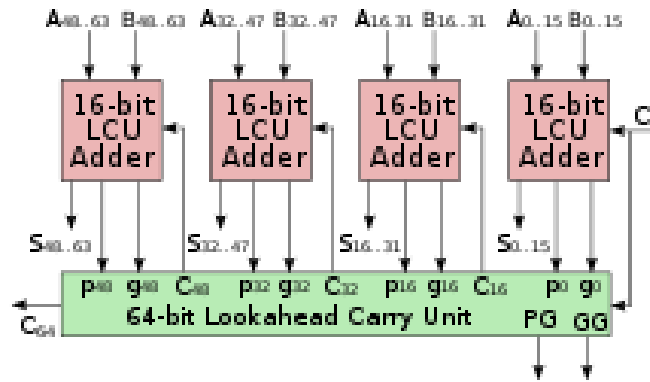 A48..63 B48..63 A32..47 B32..47 A16..31 B16..31 A0..15 B0..15
16-bit LCU Adder
16-bit LCU Adder
16-bit LCU Adder
16-bit LCU Adder
C
S48..63 S32..47 S16..31 S0..15
p48 g48 C48 p32 g32 C32 p16 g16 C16 p0 g0
64-bit Lookahead Carry Unit PG GG
C64